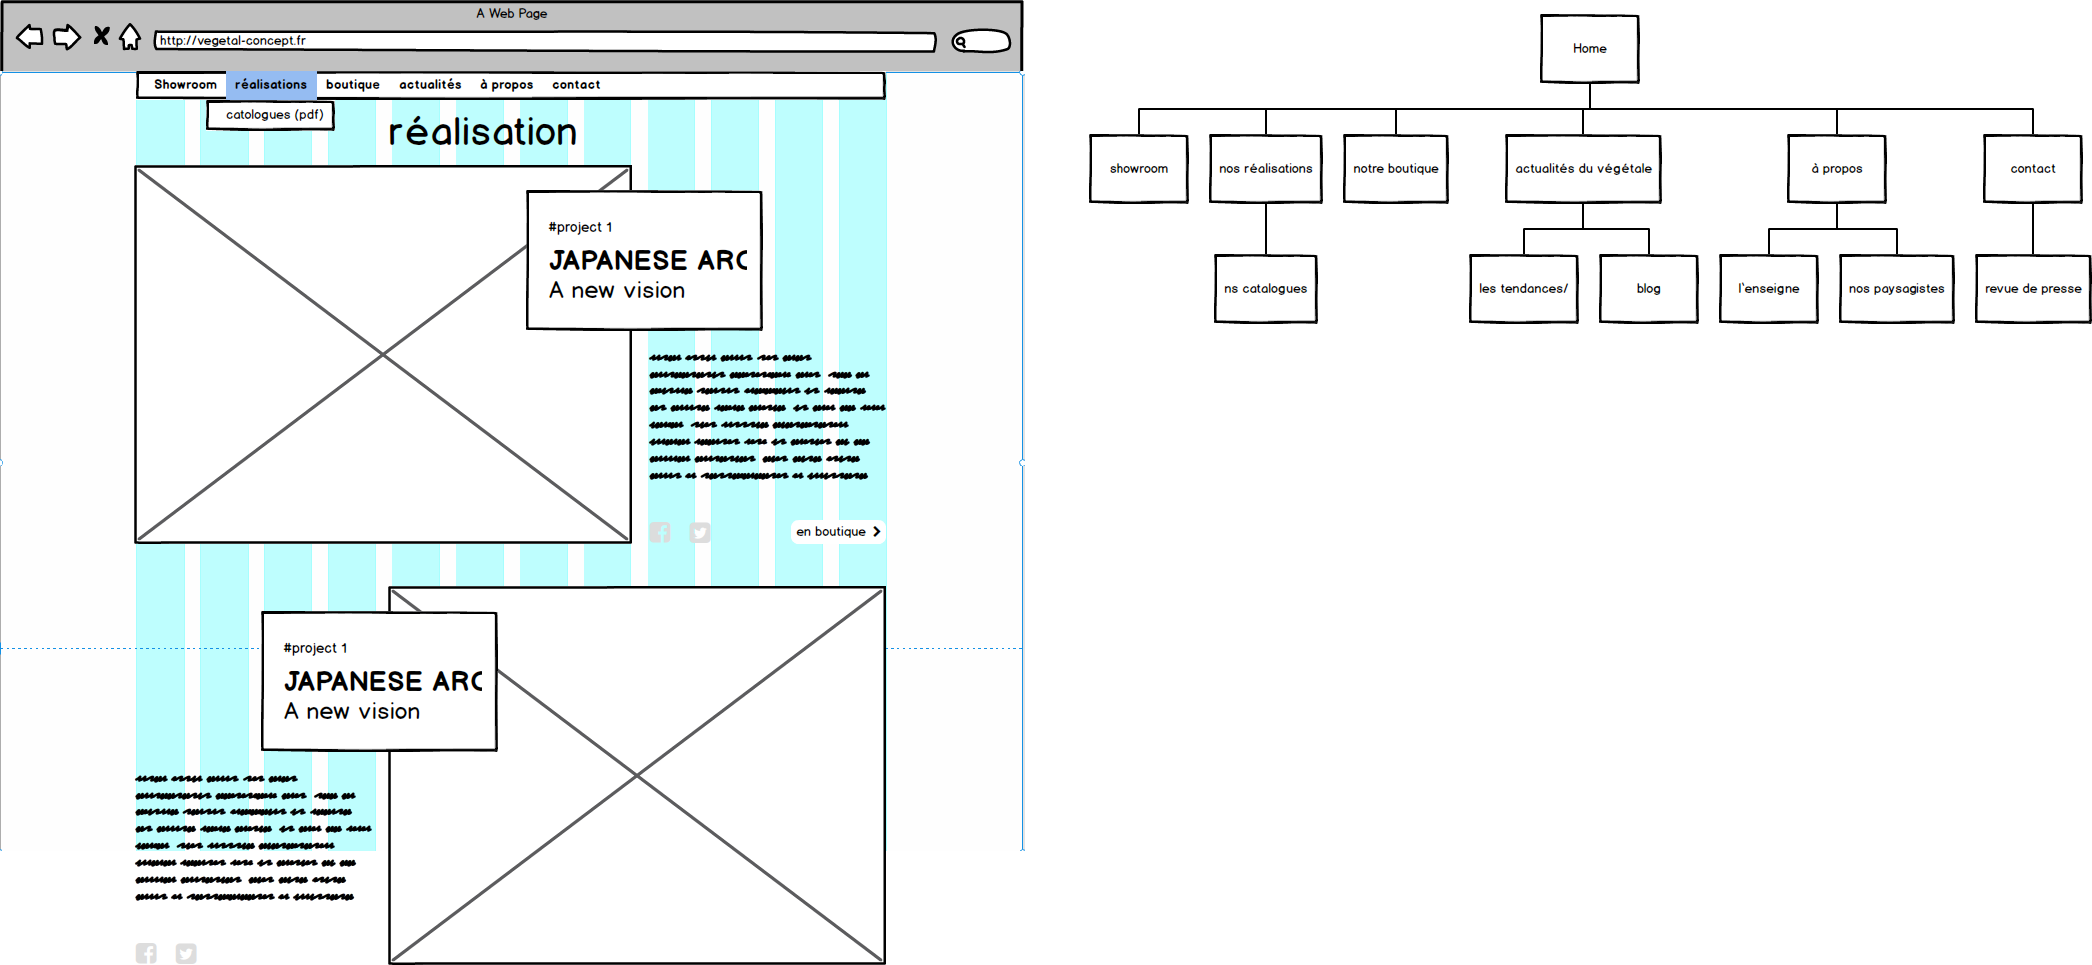 A Web Page
http://vegetal-concept.fr
Showroom réalisations boutique actualités à propos contact
catologues (pdf)
réalisation
#project 1
JAPANESE ARC
A new vision
en boutique
#project 1
JAPANESE ARC
A new vision
Home
showroom nos réalisations notre boutique actualités du végétale à propos contact
ns catalogues les tendances/ blog l'enseigne nos paysagistes revue de presse